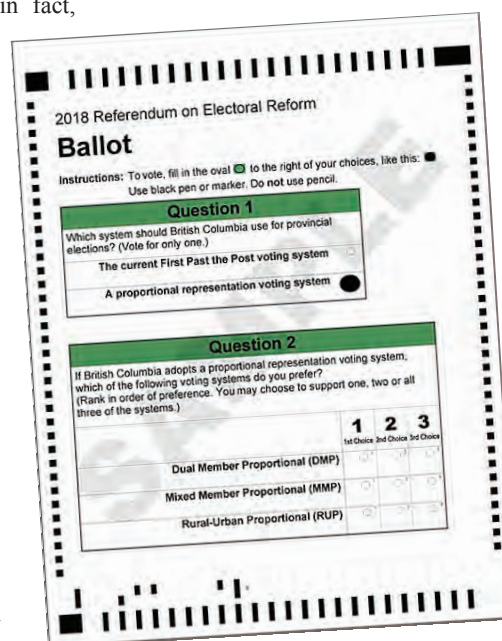 in fact,
2018 Referendum on Electoral Reform
Ballot
Instructions: To vote, fill in the oval to the right of your choices, like this:
Use black pen or marker. Do not use pencil.
Question 1
Which system should British Columbia use for provincial
elections? (Vote for only one.)
The current First Past the Post voting system
A proportional representation voting system
Question 2
If British Columbia adopts a proportional representation voting system,
which of the following voting systems do you prefer?
(Rank in order of preference. You may choose to support one, two or all
three of the systems.)
1 2 3
1st Choice 2nd Choice 3rd Choice
Dual Member Proportional (DMP)
Mixed Member Proportional (MMP)
Rural-Urban Proportional (RUP)
SAMPLE